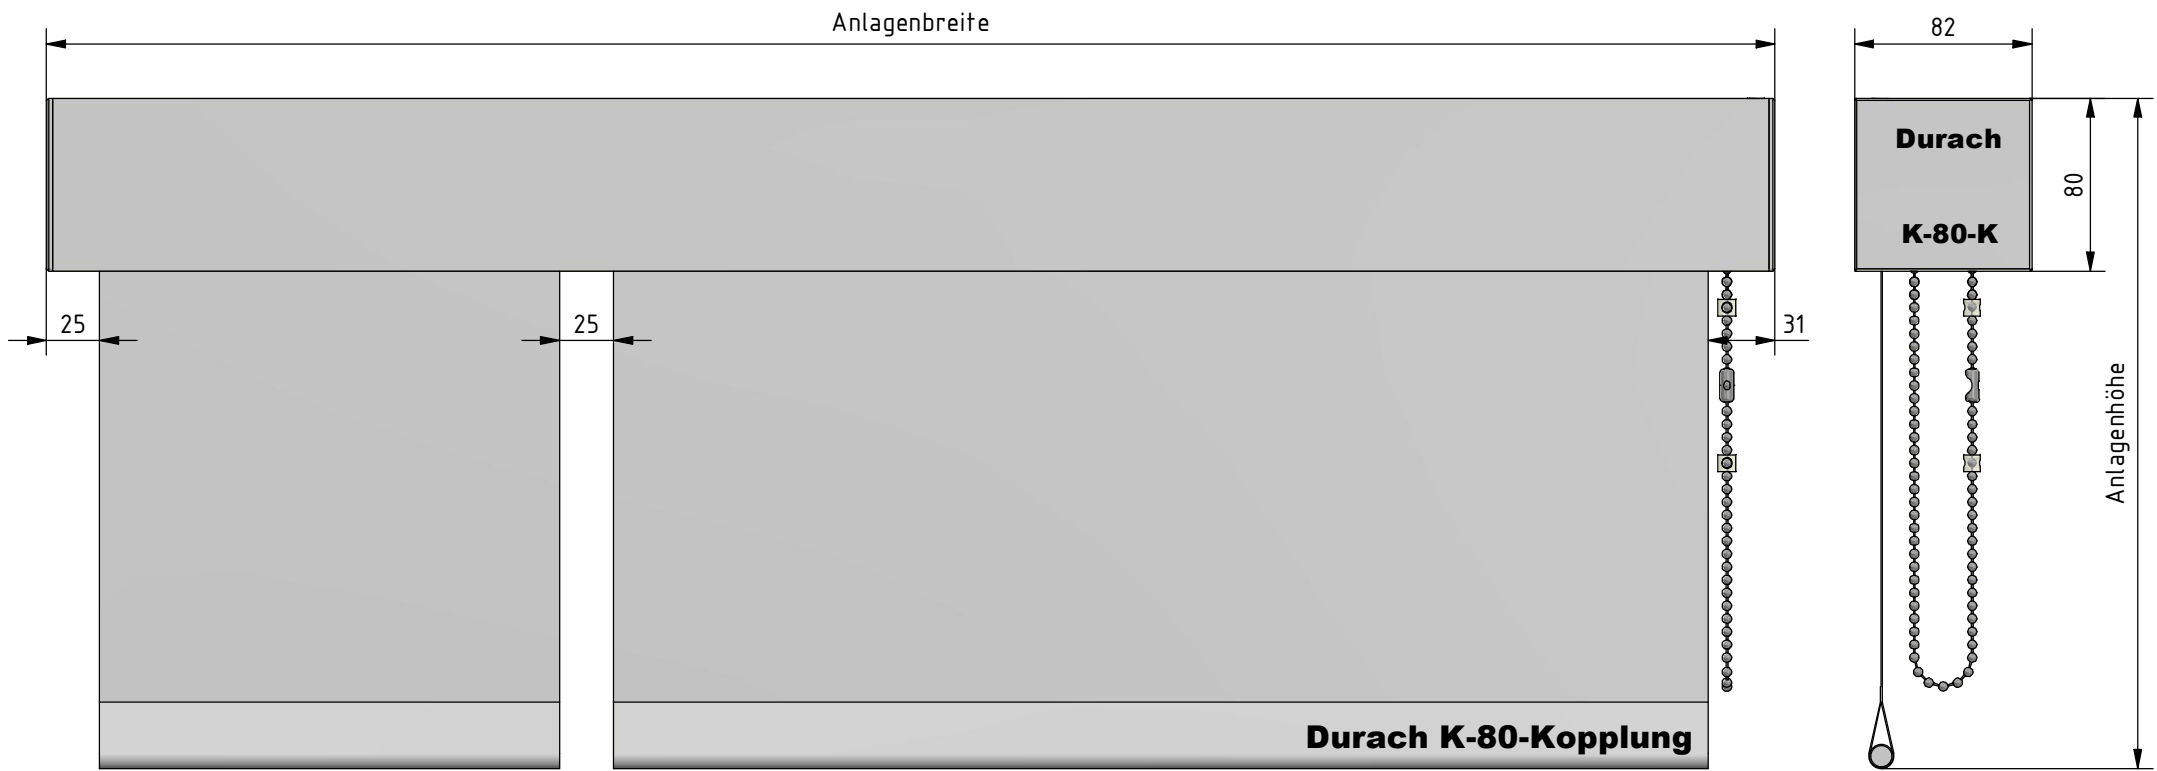 Anlagenbreite
82
Durach
80
K-80-K
25
25
31
Anlagenhöhe
Durach K-80-Kopplung